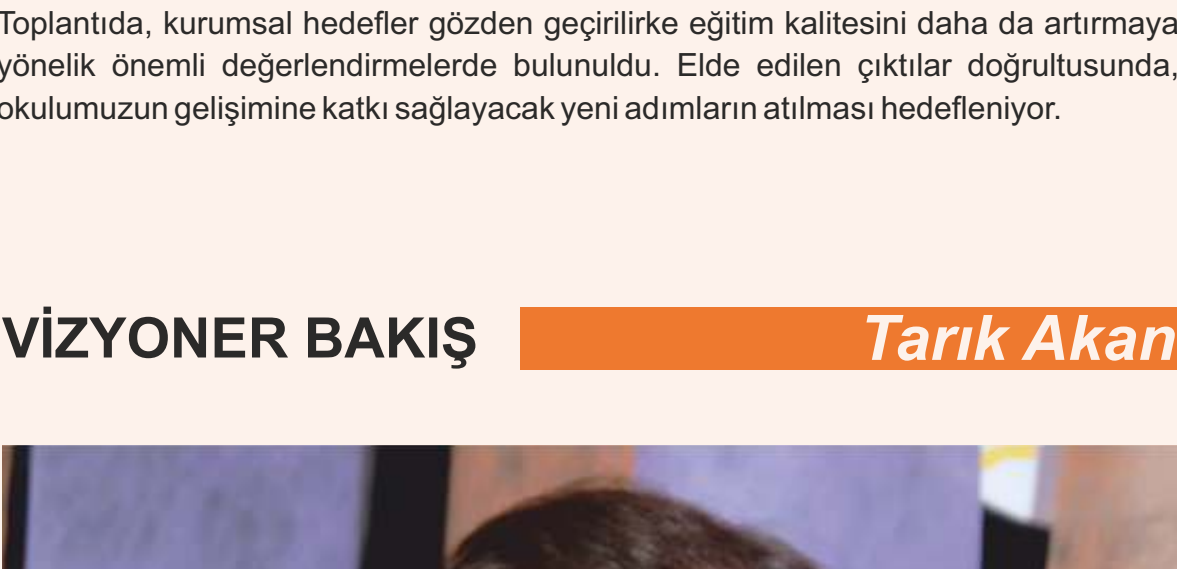 Toplantıda, kurumsal hedefler gözden geçirilirke eğitim kalitesini daha da artırmaya
yönelik önemli değerlendirmelerde bulunuldu. Elde edilen çıktılar doğrultusunda,
okulumuzun gelişimine katkı sağlayacak yeni adımların atılması hedefleniyor.
VİZYONER BAKIŞ
Tarık Akan